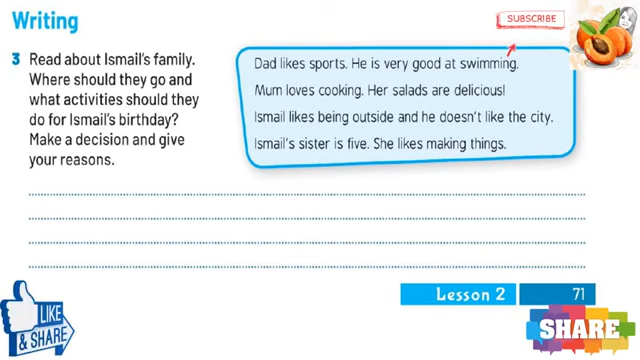 Writing
SUBSCRIBE
3 Read about Ismail's family.
Where should they go and
what activities should they
do for Ismail's birthday?
Make a decision and give
your reasons.
Dad likes sports. He is very good at swimming.
Mum loves cooking. Her salads are delicious!
Ismail likes being outside and he doesn't like the city.
Ismail's sister is five. She likes making things.
Lesson 2
71
LIKE
& SHARE
SHARE